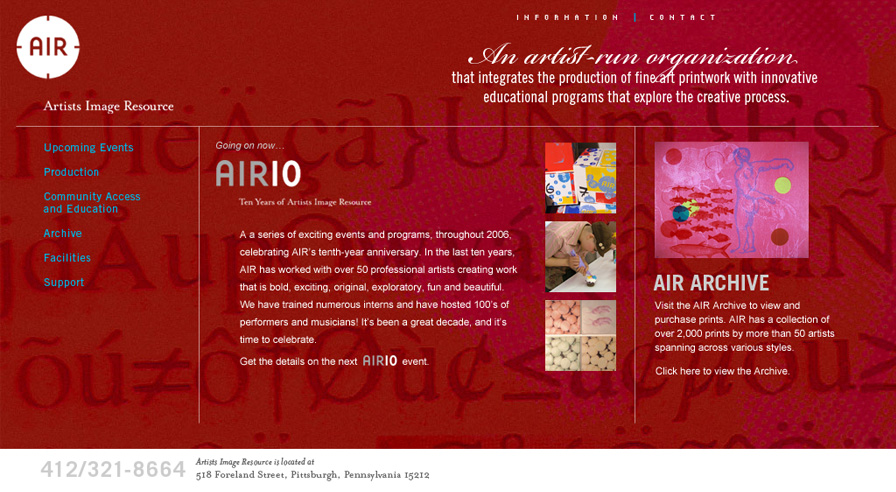 INFORMATION | CONTACT
AIR
An artist-run organization
that integrates the production of fine art printwork with innovative
educational programs that explore the creative process.
Artists Image Resource
Upcoming Events
Production
Community Access
and Education
Archive
Facilities
Support
Going on now...
AIR10
Ten Years of Artists Image Resource
A a series of exciting events and programs, throughout 2006,
celebrating AIR's tenth-year anniversary. In the last ten years,
AIR has worked with over 50 professional artists creating work
that is bold, exciting, original, exploratory, fun and beautiful.
We have trained numerous interns and have hosted 100's of
performers and musicians! It's been a great decade, and it's
time to celebrate.
Get the details on the next AIR10 event.
AIR ARCHIVE
Visit the AIR Archive to view and
purchase prints. AIR has a collection of
over 2,000 prints by more than 50 artists
spanning across various styles.
Click here to view the Archive.
412/321-8664
Artists Image Resource is located at
518 Foreland Street, Pittsburgh, Pennsylvania 15212